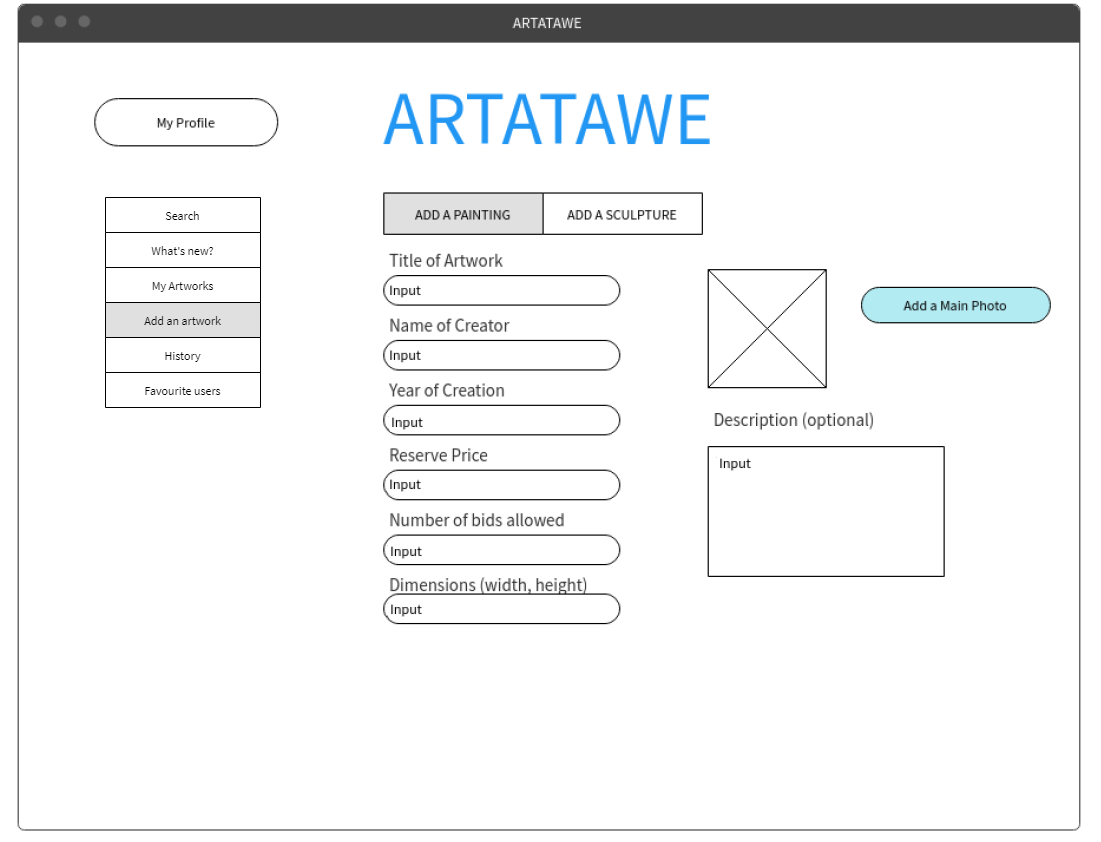 ARTATAWE
My Profile
ARTATAWE
Search
What's new?
My Artworks
Add an artwork
History
Favourite users
ADD A PAINTING
ADD A SCULPTURE
Title of Artwork
Input
Name of Creator
Input
Year of Creation
Input
Reserve Price
Input
Number of bids allowed
Input
Dimensions (width, height)
Input
Add a Main Photo
Description (optional)
Input